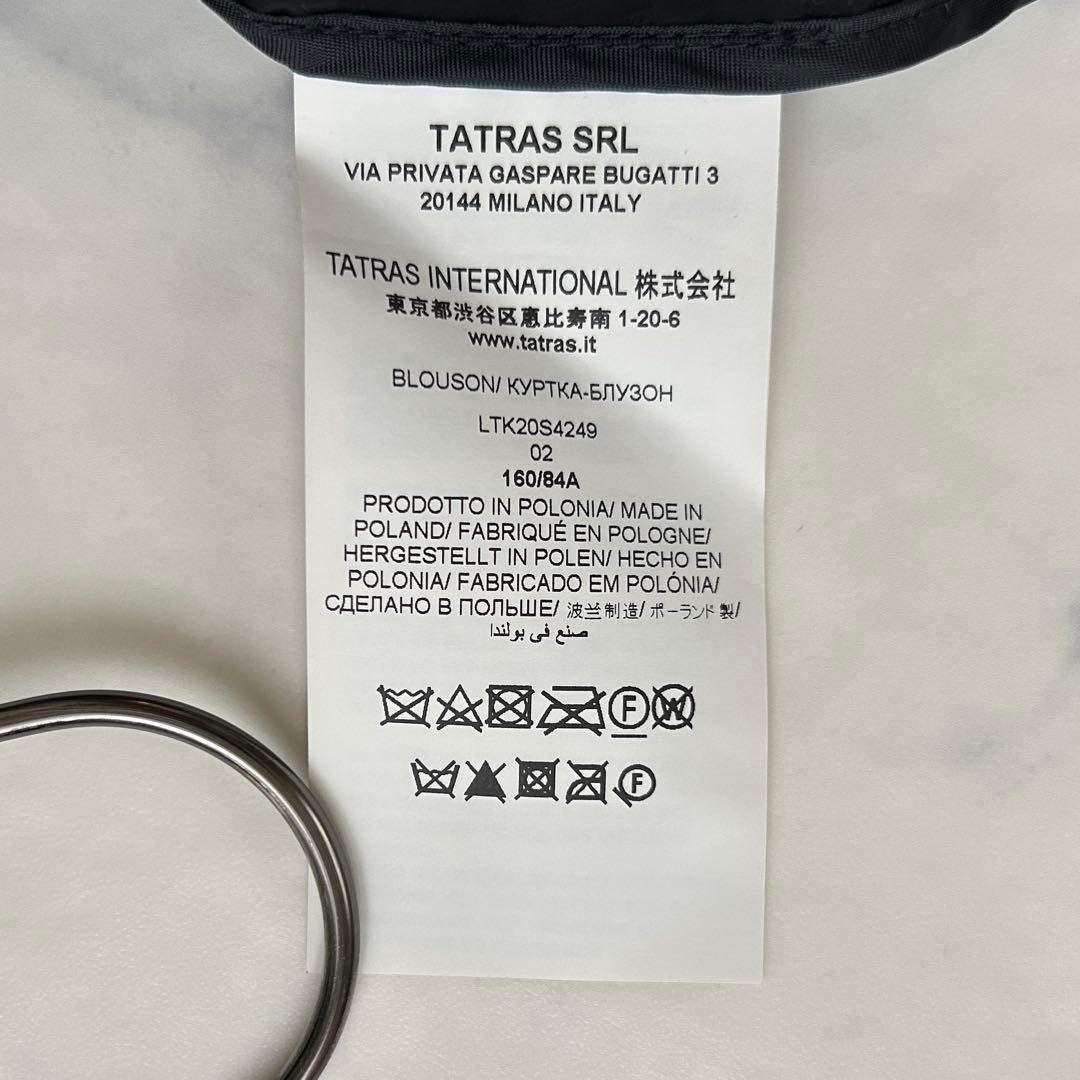 TATRAS SRL
VIA PRIVATA GASPARE BUGATTI 3
20144 MILANO ITALY
TATRAS INTERNATIONAL 株式会社
東京都渋谷区恵比寿南 1-20-6
www.tatras.it
BLOUSON/ КУРТКА-БЛУЗОН
LTK20S4249
02
160/84A
PRODOTTO IN POLONIA/ MADE IN
POLAND/ FABRIQUÉ EN POLOGNE/
HERGESTELLT IN POLEN/ HECHO EN
POLONIA/ FABRICADO EM POLÓNIA/
СДЕЛАНО В ПОЛЬШЕ/ 波兰制造/ ポーランド製/
صنع في بولندا
F W
F